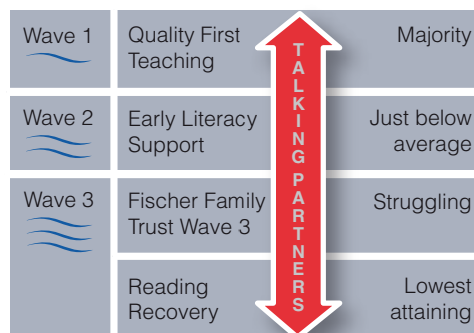 Wave 1
Quality First
Teaching
Majority
Wave 2
Early Literacy
Support
Just below
average
Wave 3
Fischer Family
Trust Wave 3
Struggling
Reading
Recovery
Lowest
attaining
TALKING PARTNERS